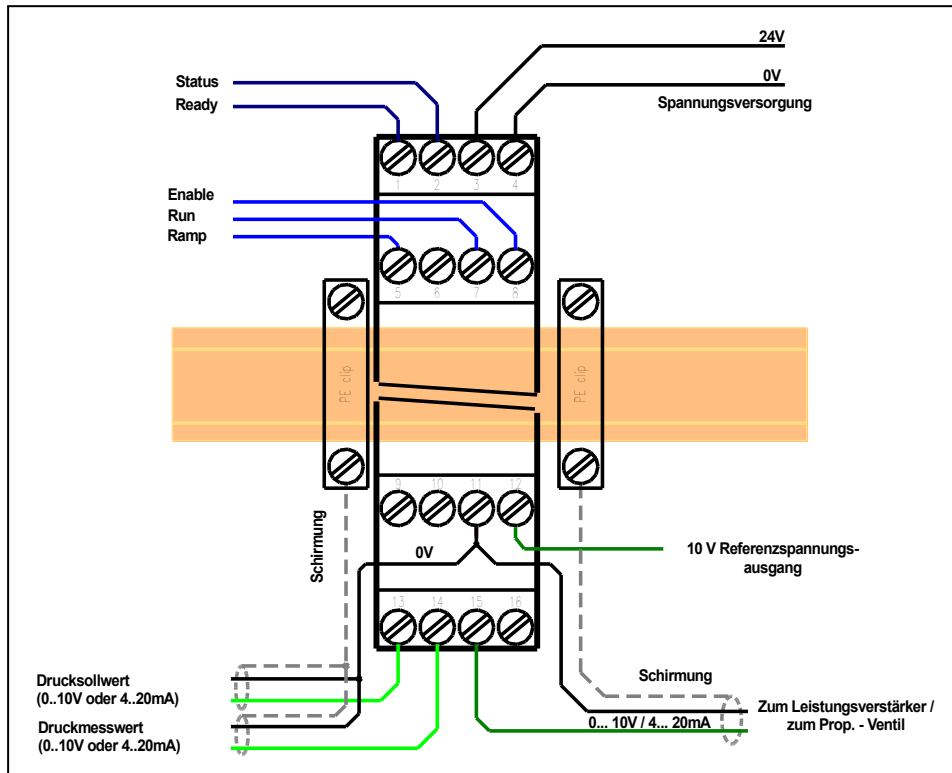 24V
0V
Spannungsversorgung
Status
Ready
1 2 3 4
Enable
Run
Ramp
5 6 7 8
PE clip
PE clip
Schirmung
9 10 11 12
0V
10 V Referenzspannungs-
ausgang
13 14 15 16
Drucksollwert
(0..10V oder 4..20mA)
Druckmesswert
(0..10V oder 4..20mA)
Schirmung
0... 10V / 4... 20mA
Zum Leistungsverstärker /
zum Prop. - Ventil